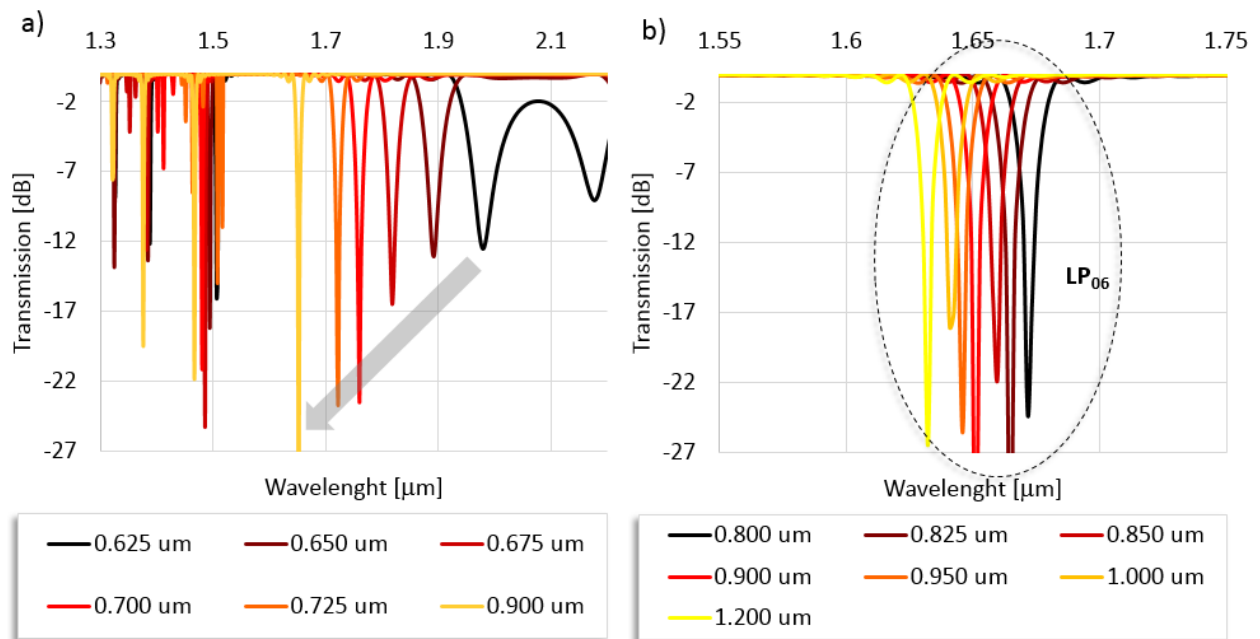 a)
1.3 1.5 1.7 1.9 2.1
-2
-7
-12
-17
-22
-27
Transmission [dB]
Wavelenght [µm]
0.625 um 0.650 um 0.675 um
0.700 um 0.725 um 0.900 um
b)
1.55 1.6 1.65 1.7 1.75
-2
-7
-12
-17
-22
-27
Transmission [dB]
LP06
Wavelenght [µm]
0.800 um 0.825 um 0.850 um
0.900 um 0.950 um 1.000 um
1.200 um